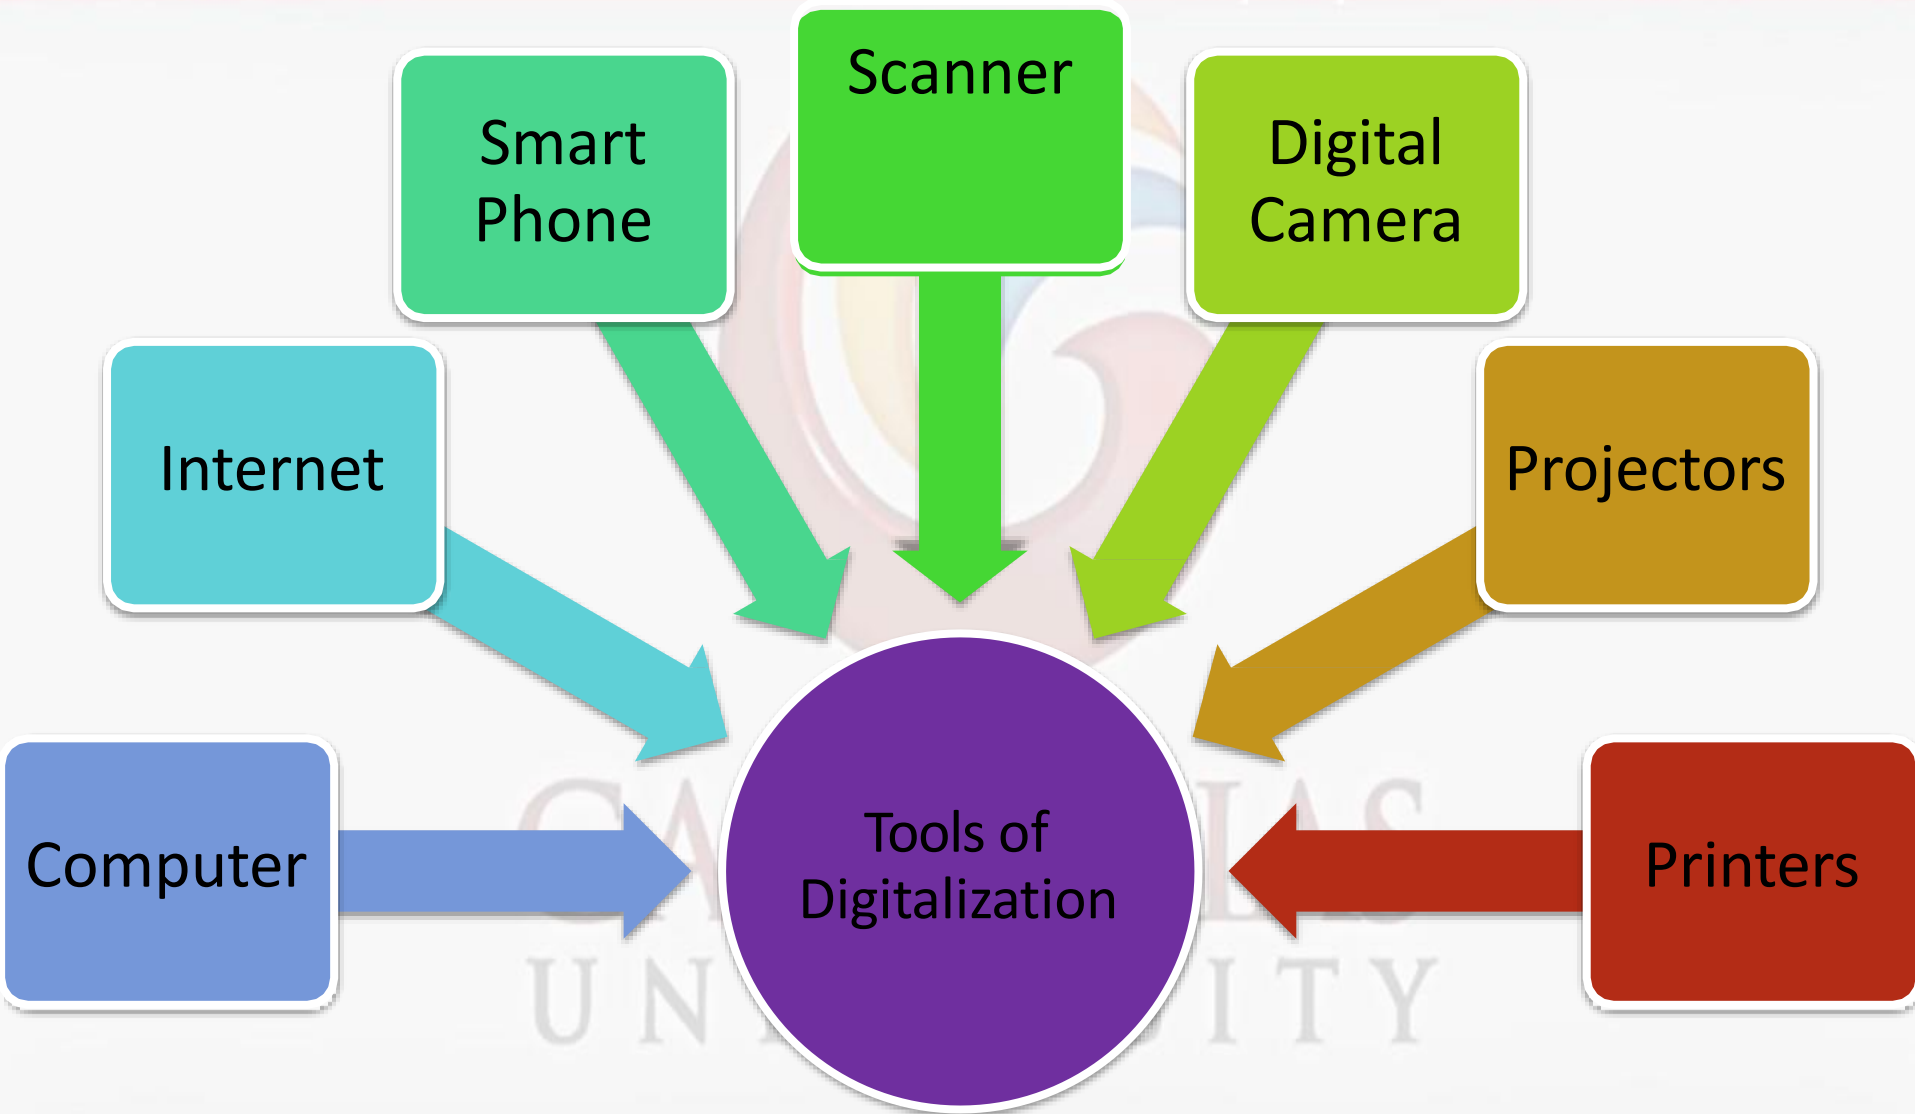 Scanner
Smart
Phone
Digital
Camera
Internet
Projectors
Computer
Tools of
Digitalization
Printers